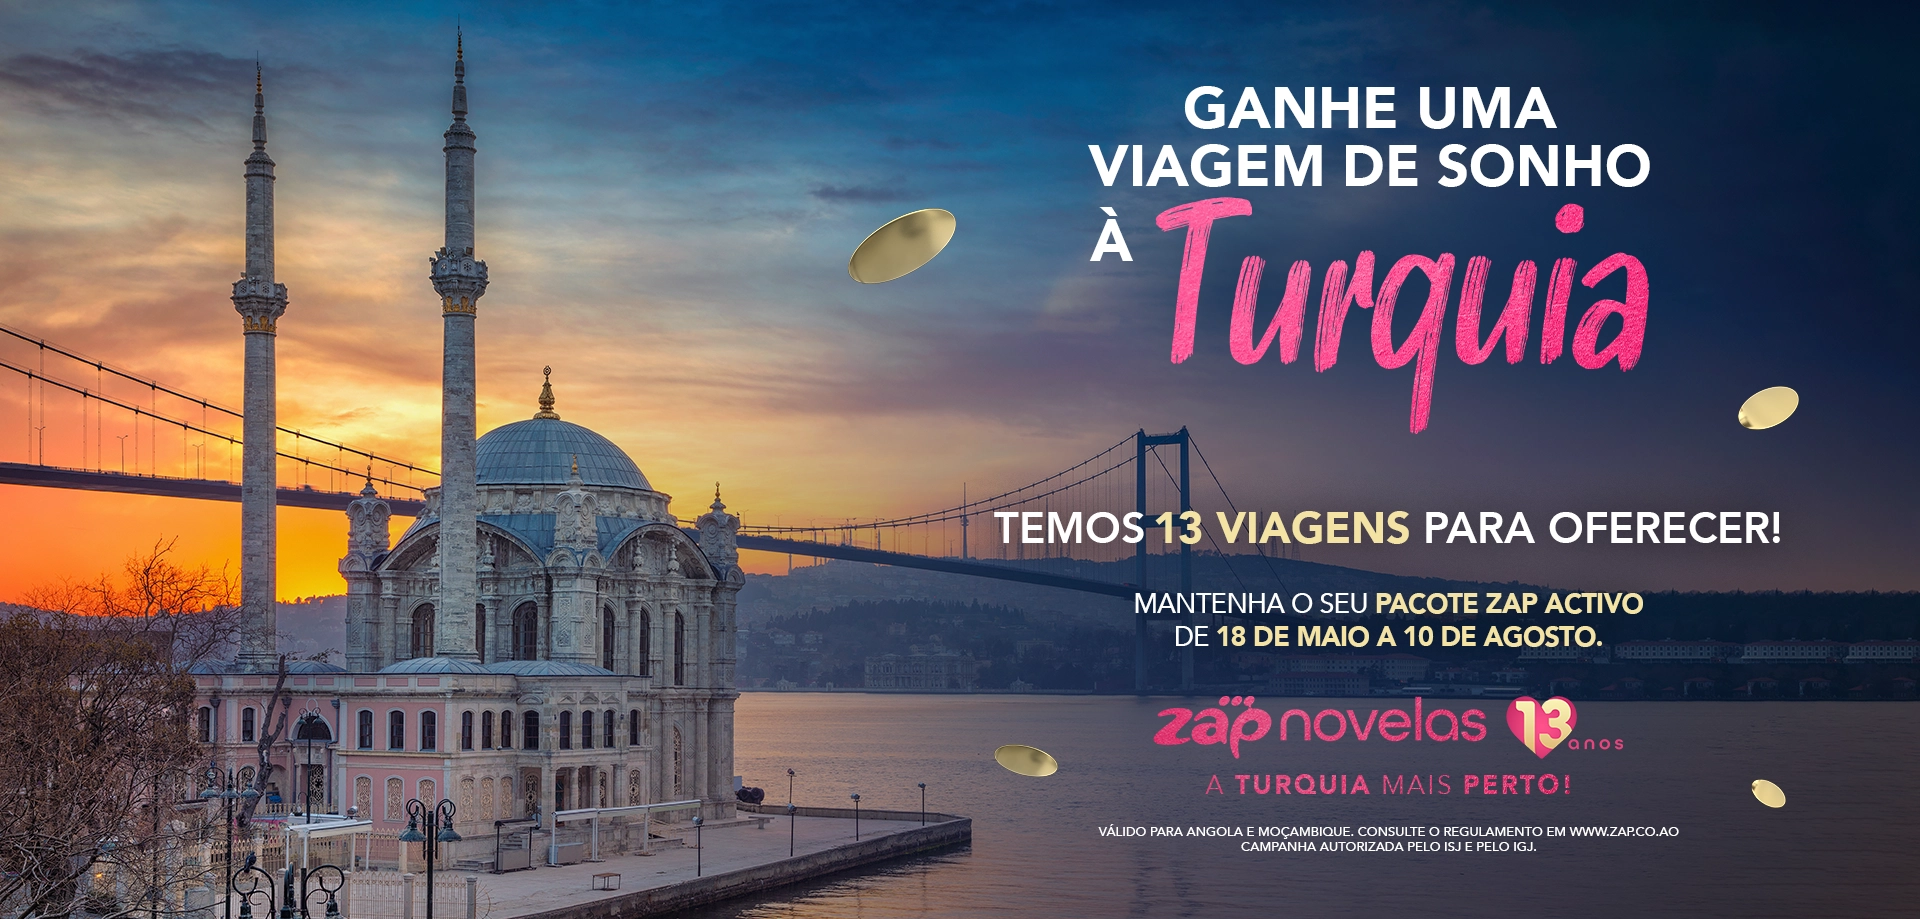 GANHE UMA
VIAGEM DE SONHO
À Turquia
TEMOS 13 VIAGENS PARA OFERECER!
MANTENHA O SEU PACOTE ZAP ACTIVO
DE 18 DE MAIO A 10 DE AGOSTO.
zap novelas 13 anos
A TURQUIA MAIS PERTO!
VÁLIDO PARA ANGOLA E MOÇAMBIQUE. CONSULTE O REGULAMENTO EM WWW.ZAP.CO.AO
CAMPANHA AUTORIZADA PELO ISJ E PELO IGJ.